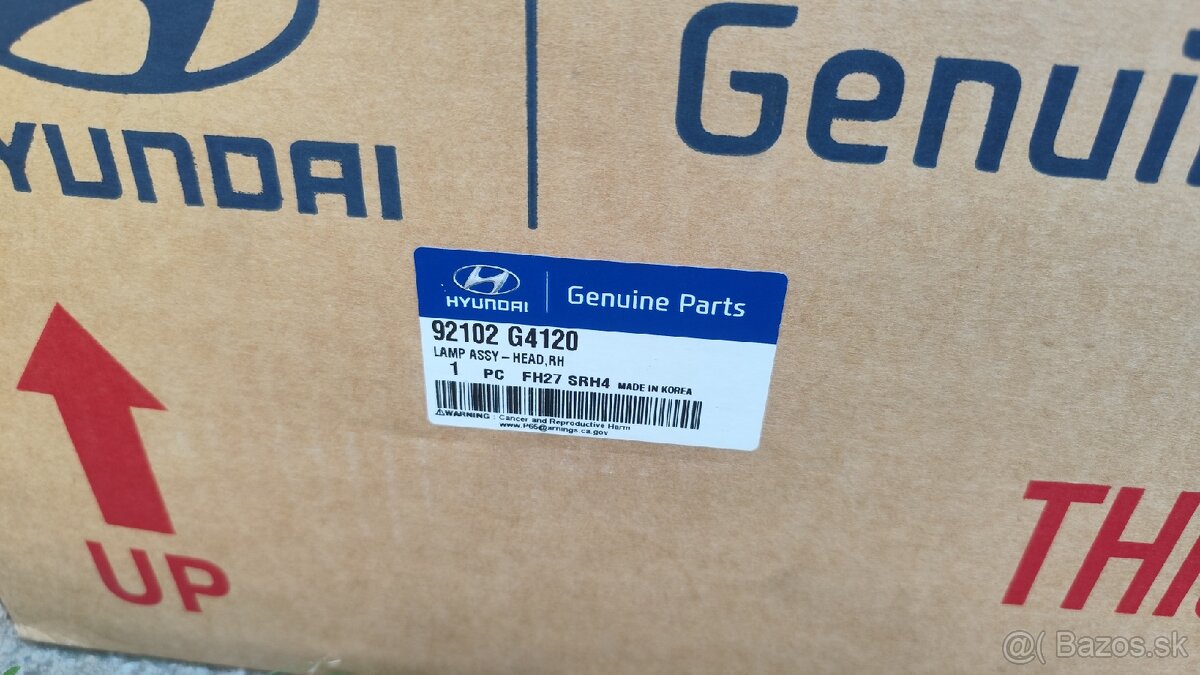 HYUNDAI
Genui
HYUNDAI Genuine Parts
92102 G4120
LAMP ASSY-HEAD,RH
1 PC FH27 SRH4 MADE IN KOREA
⚠WARNING : Cancer and Reproductive Harm
www.P65Warnings.ca.gov
UP
THI
@( Bazos.sk